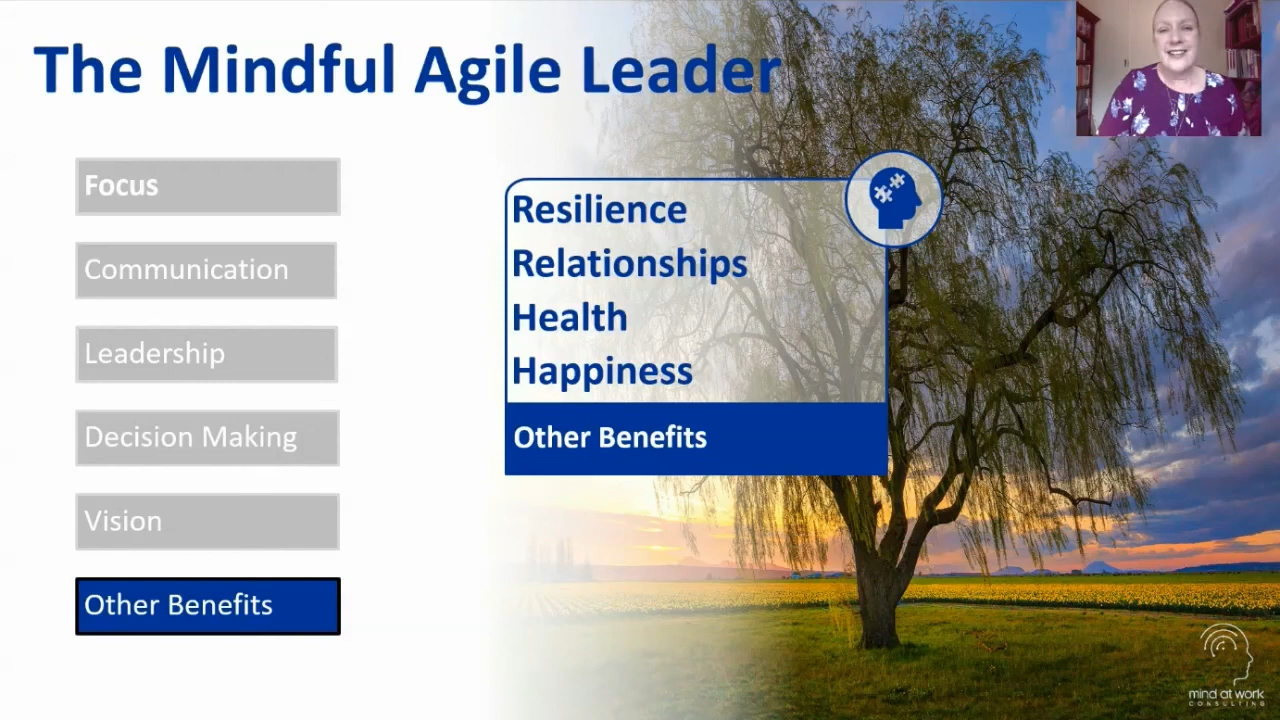 The Mindful Agile Leader
Focus
Communication
Leadership
Decision Making
Vision
Other Benefits
Resilience
Relationships
Health
Happiness
Other Benefits
mind at work
CONSULTING